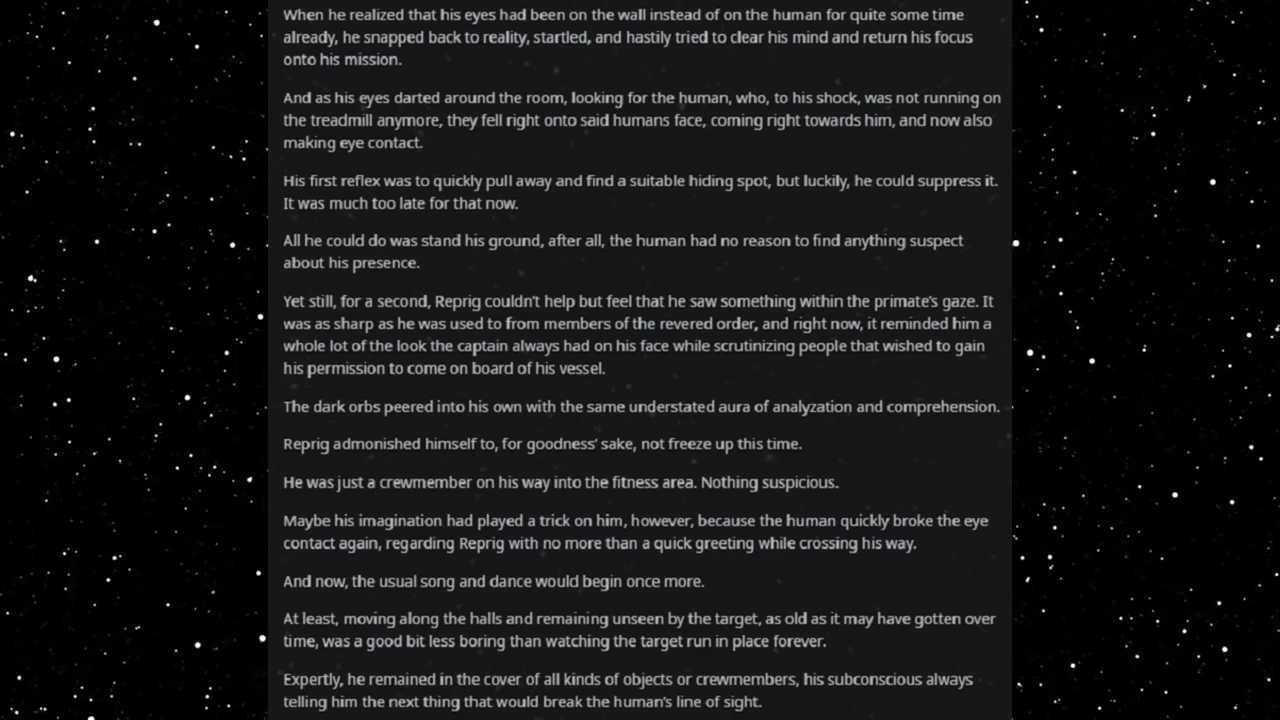 When he realized that his eyes had been on the wall instead of on the human for quite some time
already, he snapped back to reality, startled, and hastily tried to clear his mind and return his focus
onto his mission.
And as his eyes darted around the room, looking for the human, who, to his shock, was not running on
the treadmill anymore, they fell right onto said humans face, coming right towards him, and now also
making eye contact.
His first reflex was to quickly pull away and find a suitable hiding spot, but luckily, he could suppress it.
It was much too late for that now.
All he could do was stand his ground, after all, the human had no reason to find anything suspect
about his presence.
Yet still, for a second, Reprig couldn't help but feel that he saw something within the primate's gaze. It
was as sharp as he was used to from members of the revered order, and right now, it reminded him a
whole lot of the look the captain always had on his face while scrutinizing people that wished to gain
his permission to come on board of his vessel.
The dark orbs peered into his own with the same understated aura of analyzation and comprehension.
Reprig admonished himself to, for goodness' sake, not freeze up this time.
He was just a crewmember on his way into the fitness area. Nothing suspicious.
Maybe his imagination had played a trick on him, however, because the human quickly broke the eye
contact again, regarding Reprig with no more than a quick greeting while crossing his way.
And now, the usual song and dance would begin once more.
At least, moving along the halls and remaining unseen by the target, as old as it may have gotten over
time, was a good bit less boring than watching the target run in place forever.
Expertly, he remained in the cover of all kinds of objects or crewmembers, his subconscious always
telling him the next thing that would break the human's line of sight.